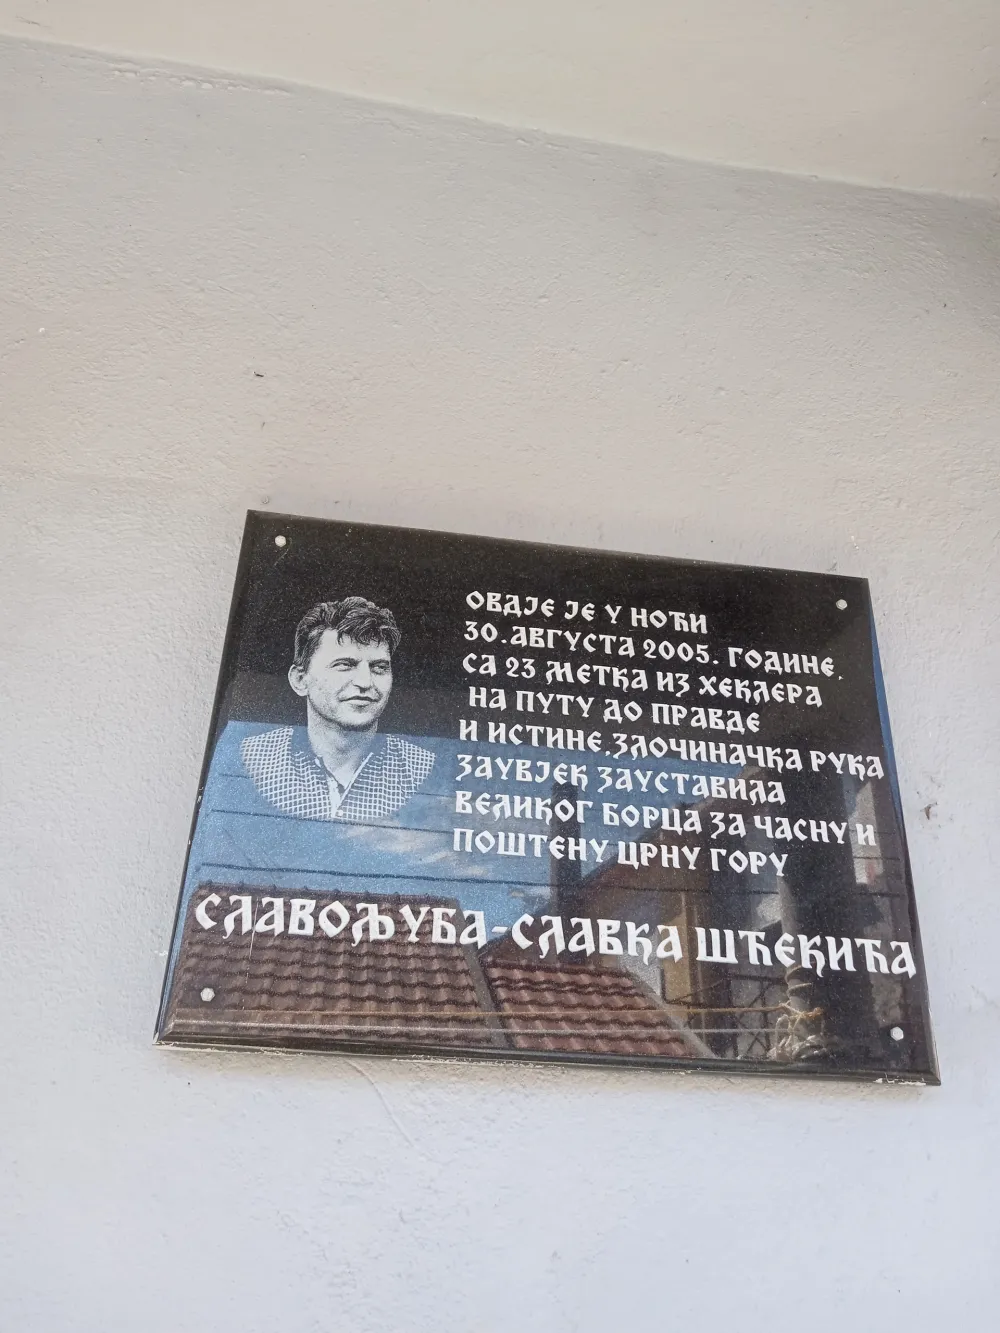 ОВДЈЕ ЈЕ У НОЋИ
30. АВГУСТА 2005. ГОДИНЕ,
СА 23 МЕТКА ИЗ ХЕКЛЕРА
НА ПУТУ ДО ПРАВДЕ
И ИСТИНЕ, ЗЛОЧИНАЧКА РУКА
ЗАУВЈЕК ЗАУСТАВИЛА
ВЕЛИКОГ БОРЦА ЗА ЧАСНУ И
ПОШТЕНУ ЦРНУ ГОРУ
СЛАВОЉУБА-СЛАВКА ШЋЕКИЋА